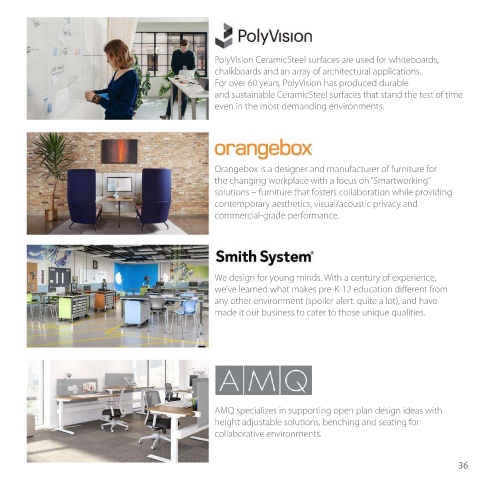 PolyVision
PolyVision CeramicSteel surfaces are used for whiteboards,
chalkboards and an array of architectural applications.
For over 60 years, PolyVision has produced durable
and sustainable CeramicSteel surfaces that stand the test of time
even in the most demanding environments.
orangebox
Orangebox is a designer and manufacturer of furniture for
the changing workplace with a focus on "Smartworking"
solutions – furniture that fosters collaboration while providing
contemporary aesthetics, visual/acoustic privacy and
commercial-grade performance.
Smith System®
We design for young minds. With a century of experience,
we've learned what makes pre-K-12 education different from
any other environment (spoiler alert: quite a lot), and have
made it our business to cater to those unique qualities.
AMQ
AMQ specializes in supporting open plan design ideas with
height adjustable solutions, benching and seating for
collaborative environments.
36